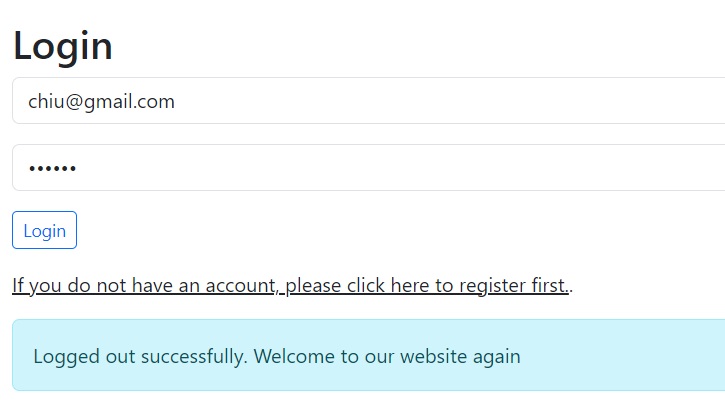 Login
chiu@gmail.com
••••••
Login
If you do not have an account, please click here to register first..
Logged out successfully. Welcome to our website again